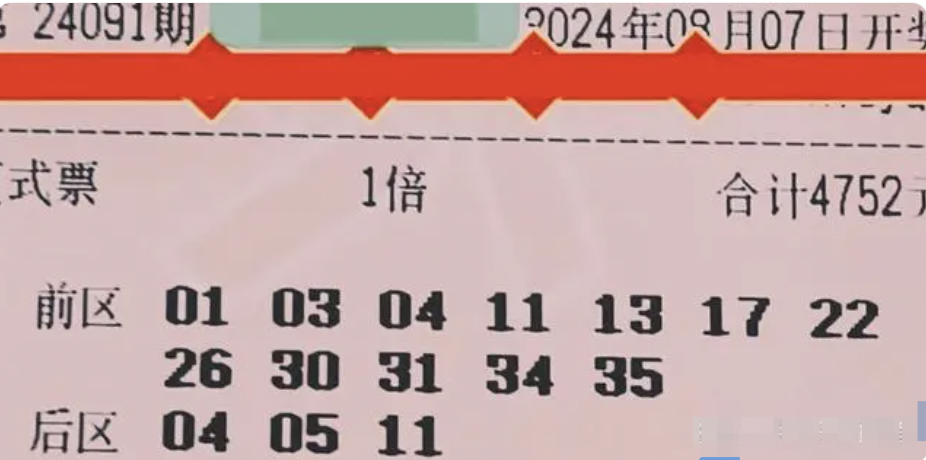 24091期 2024年08月07日开奖
式票 1倍 合计4752元
前区 01 03 04 11 13 17 22
26 30 31 34 35
后区 04 05 11